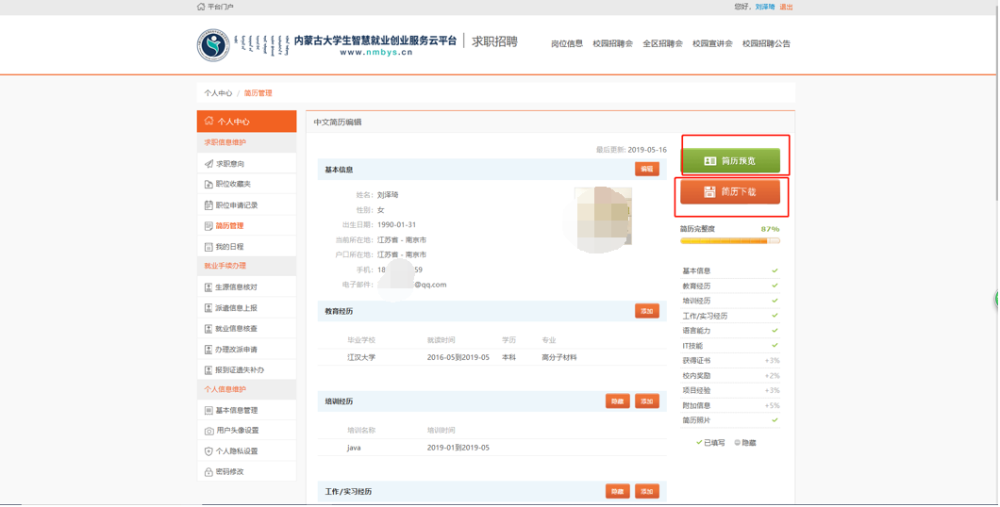 平台门户
您好，刘泽琦 退出
内蒙古大学生智慧就业创业服务云平台
www.nmbys.cn
求职招聘
岗位信息 校园招聘会 全区招聘会 校园宣讲会 校园招聘公告
个人中心 / 简历管理
个人中心
求职信息维护
求职意向
职位收藏夹
职位申请记录
简历管理
我的日程
就业手续办理
生源信息核对
派遣信息上报
就业信息核查
办理改派申请
报到证遗失补办
个人信息维护
基本信息管理
用户头像设置
个人隐私设置
密码修改
中文简历编辑
最后更新: 2019-05-16
基本信息
编辑
姓名: 刘泽琦
性别: 女
出生日期: 1990-01-31
当前所在地: 江苏省 - 南京市
户口所在地: 江苏省 - 南京市
手机: 18 59
电子邮件: @qq.com
教育经历
添加
毕业学校 就读时间 学历 专业
江汉大学 2016-05到2019-05 本科 高分子材料
培训经历
隐藏 添加
培训名称 培训时间
java 2019-01到2019-05
工作/实习经历
隐藏 添加
简历预览
简历下载
简历完整度 87%
基本信息
教育经历
培训经历
工作/实习经历
语言能力
IT技能
获得证书 +3%
校内奖励 +2%
项目经验 +3%
附加信息 +5%
简历照片
已填写 隐藏